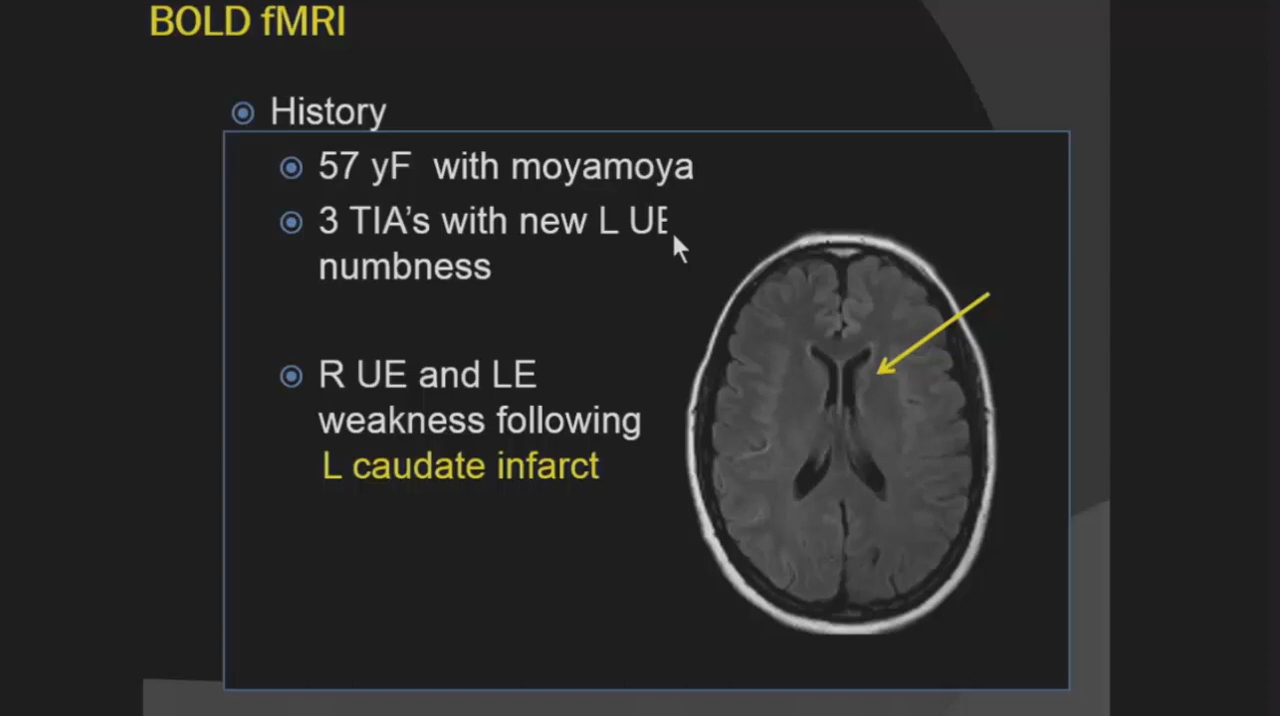 BOLD fMRI
History
57 yF with moyamoya
3 TIA's with new L UE
numbness
R UE and LE
weakness following
L caudate infarct